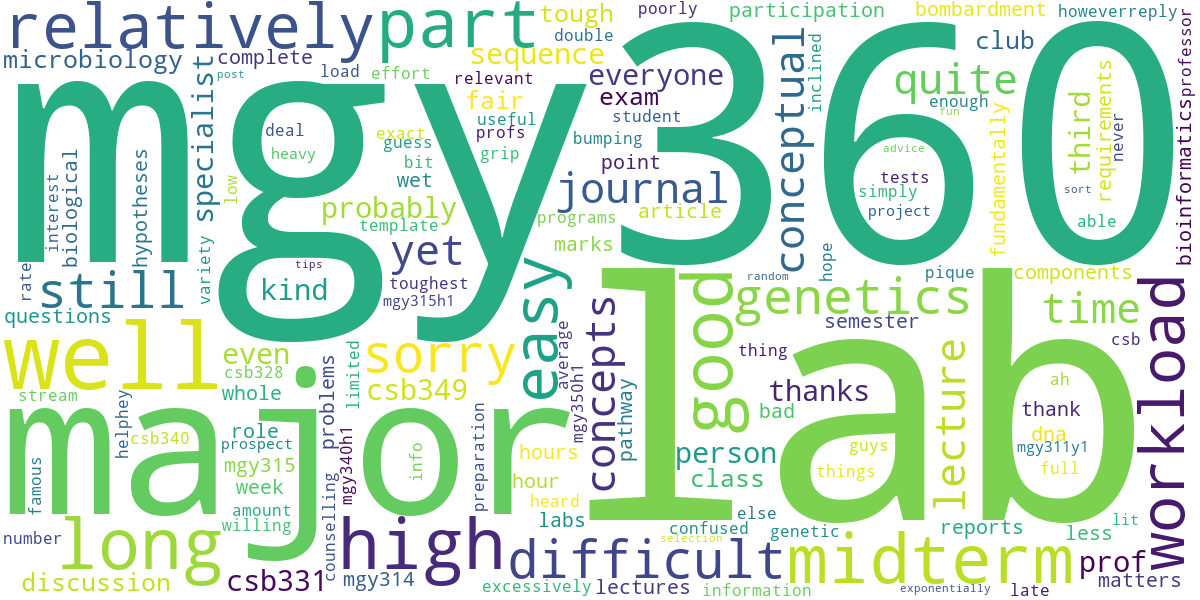 mgy
360
lab
major
relatively
part
well
high
difficult
midterm
long
still
good
easy
workload
genetics
quite
journal
sorry
time
yet
conceptual
concepts
lecture
everyone
sequence
probably
kind
specialist
person
thanks
third
prof
exam
fair
tough
club
microbiology
complete
participation
bombardment
howeverreply
poorly
double
load
effort
relevant
post
useful
student
deal
heavy
exact
guess
profs
grip
bumping
point
bit
wet
article
programs
template
marks
toughest
mgy315h1
tips
low
variety
hypotheses
biological
interest
rate
questions
inclined
hope
enough
fun
advice
tests
simply
project
fundamentally
requirements
never
sort
able
bioinformatics
professor
random
pique
components
semester
csb
thing
average
mgy350h1
pathway
bad
class
even
csb328
whole
csb349
limited
problems
stream
helphey
csb340
role
prospect
mgy315
week
amount
willing
famous
number
discussion
csb331
counselling
mgy314
mgy340h1
info
preparation
hours
hour
heard
labs
else
confused
genetic
selection
excessively
lectures
information
guys
things
ah
thank
dna
mgy311y1
full
reports
less
lit
matters
late
exponentially